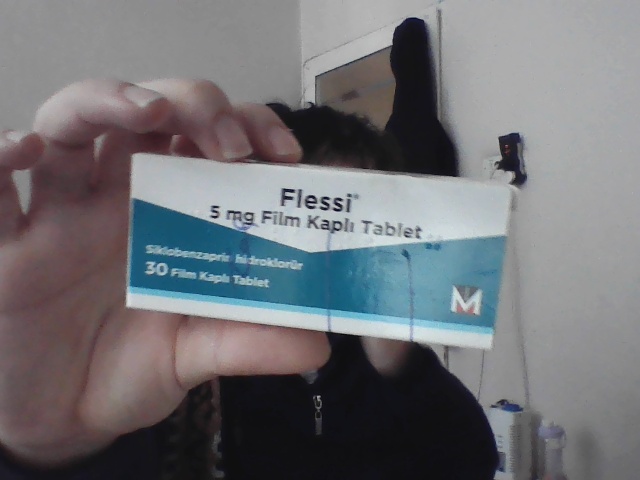 Flessi®
5 mg Film Kaplı Tablet
Siklobenzaprin hidroklorür
30 Film Kaplı Tablet
M